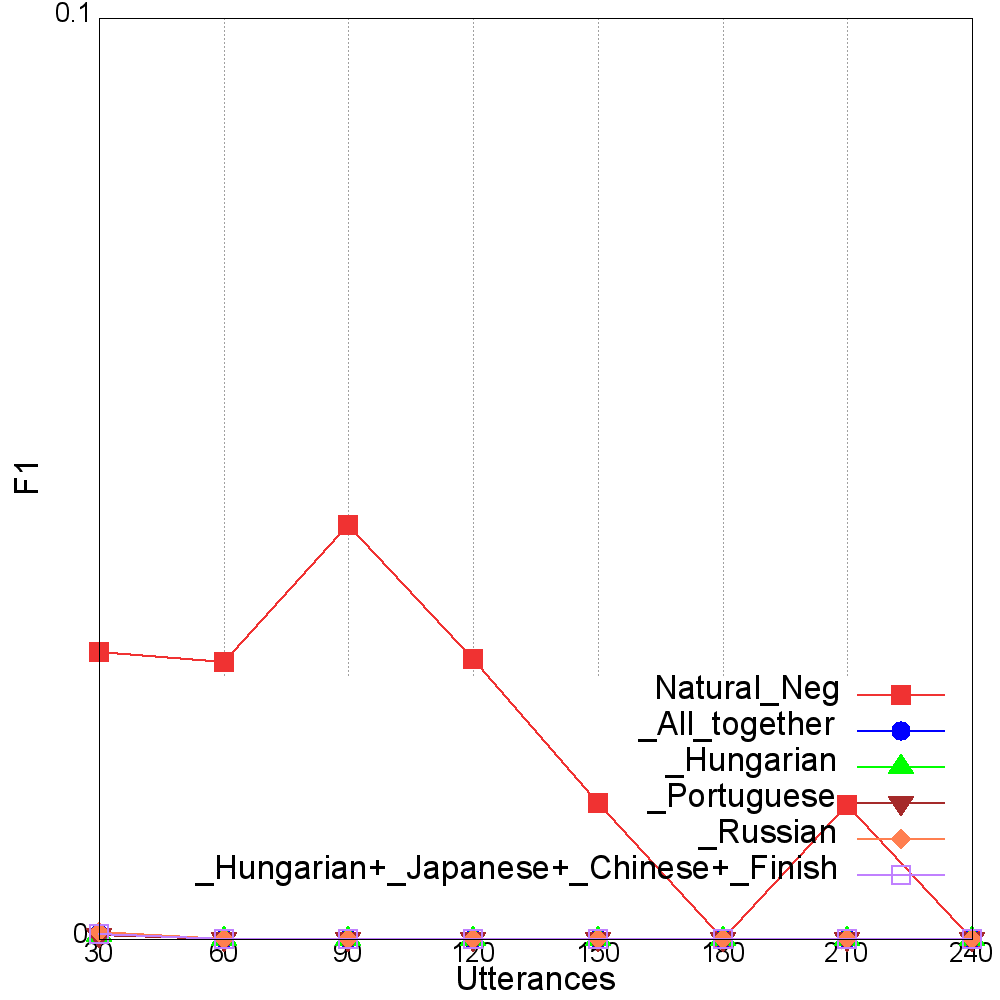 0.1
F1
Natural_Neg
_All_together
_Hungarian
_Portuguese
_Russian
_Hungarian+_Japanese+_Chinese+_Finish
0
30 60 90 120 150 180 210 240
Utterances